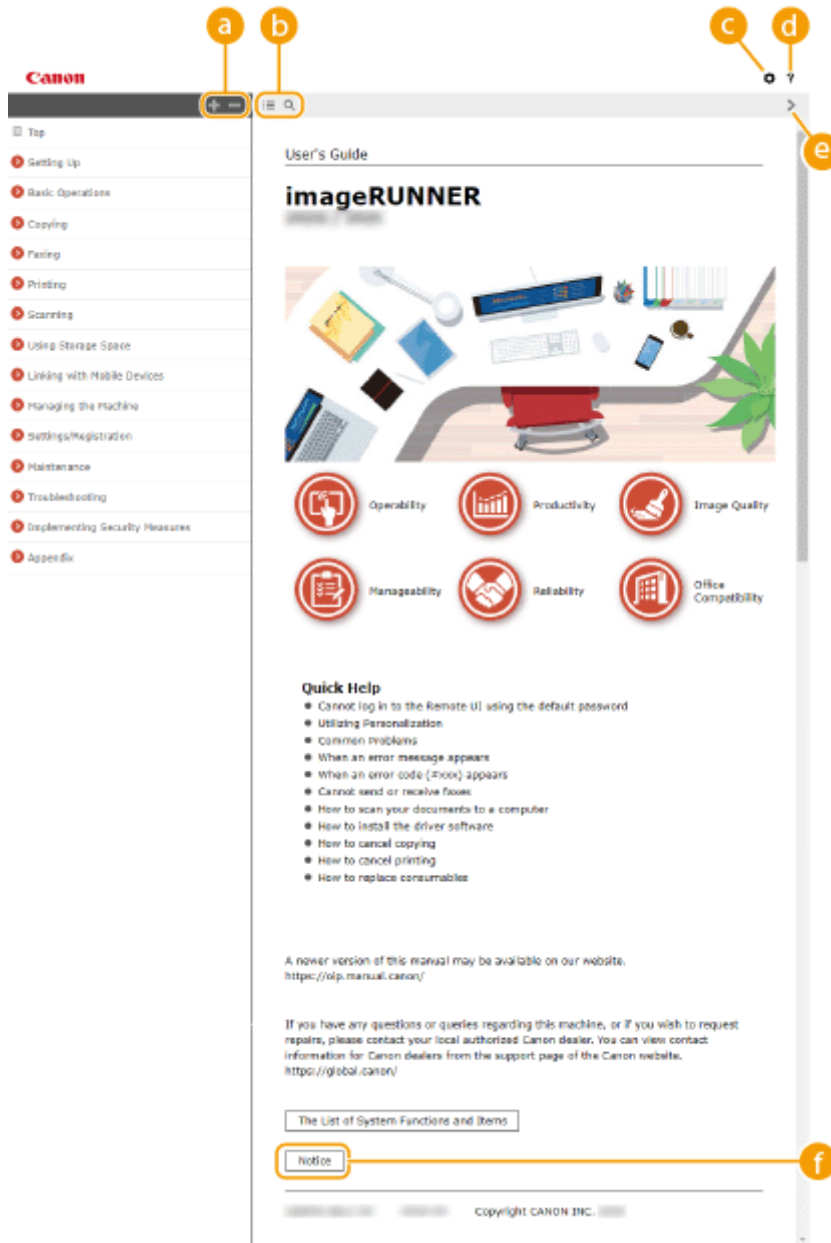 a
b
c
d
Canon
?
e
Top
Setting Up
Basic Operations
Copying
Faxing
Printing
Scanning
Using Storage Space
Linking with Mobile Devices
Managing the Machine
Settings/Registration
Maintenance
Troubleshooting
Implementing Security Measures
Appendix
User's Guide
imageRUNNER
Operability
Productivity
Image Quality
Manageability
Reliability
Office
Compatibility
Quick Help
Cannot log in to the Remote UI using the default password
Utilizing Personalization
Common Problems
When an error message appears
When an error code (#xxx) appears
Cannot send or receive faxes
How to scan your documents to a computer
How to install the driver software
How to cancel copying
How to cancel printing
How to replace consumables
A newer version of this manual may be available on our website.
https://oip.manual.canon/
If you have any questions or queries regarding this machine, or if you wish to request
repairs, please contact your local authorized Canon dealer. You can view contact
information for Canon dealers from the support page of the Canon website.
https://global.canon/
The List of System Functions and Items
Notice
f
Copyright CANON INC.